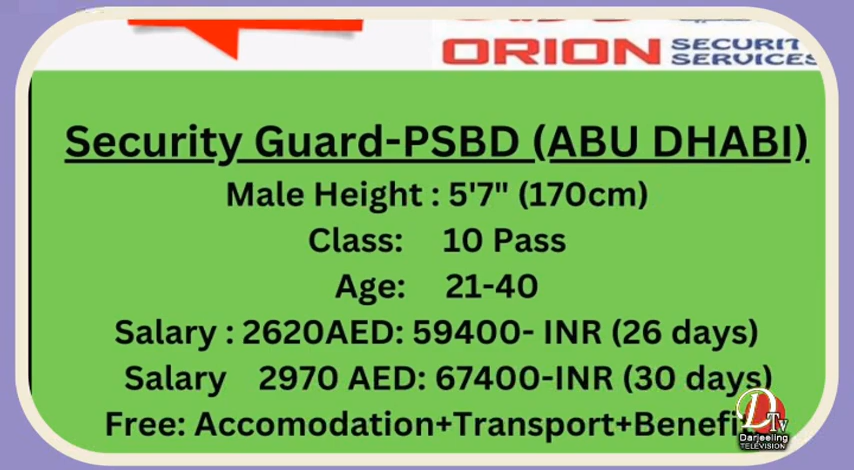 ORION SECURIT
SERVICES
Security Guard-PSBD (ABU DHABI)
Male Height : 5'7" (170cm)
Class: 10 Pass
Age: 21-40
Salary : 2620AED: 59400- INR (26 days)
Salary 2970 AED: 67400-INR (30 days)
Free: Accomodation+Transport+Benefi
DTv
Darjeeling
TELEVISION